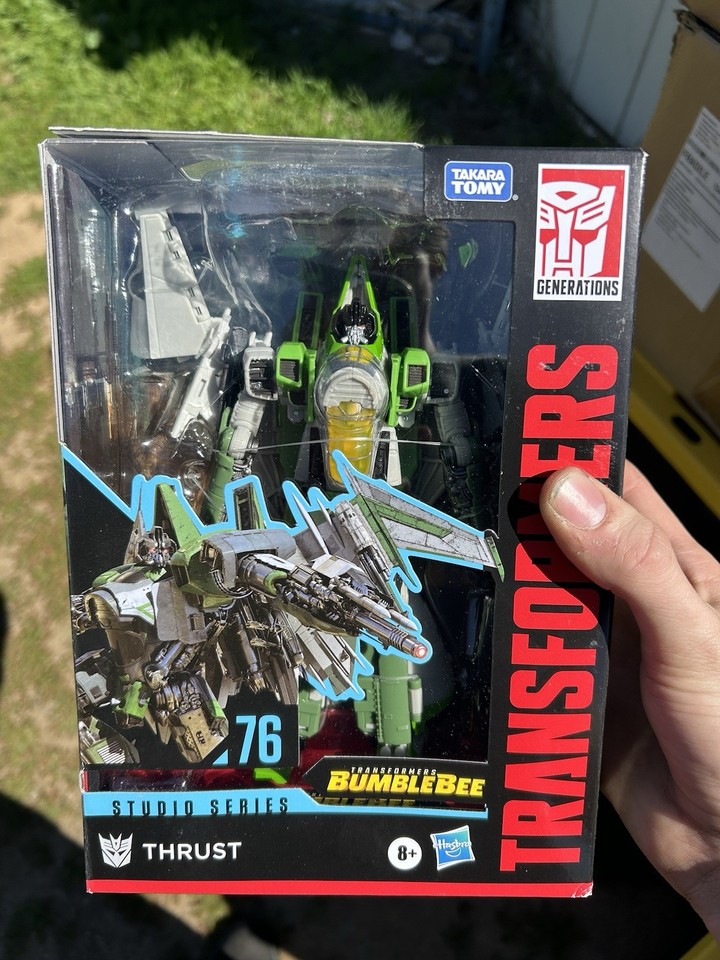 TAKARA
TOMY
GENERATIONS
TRANSFORMERS
76
TRANSFORMERS
BUMBLEBEE
STUDIO SERIES
THRUST
8+
Hasbro